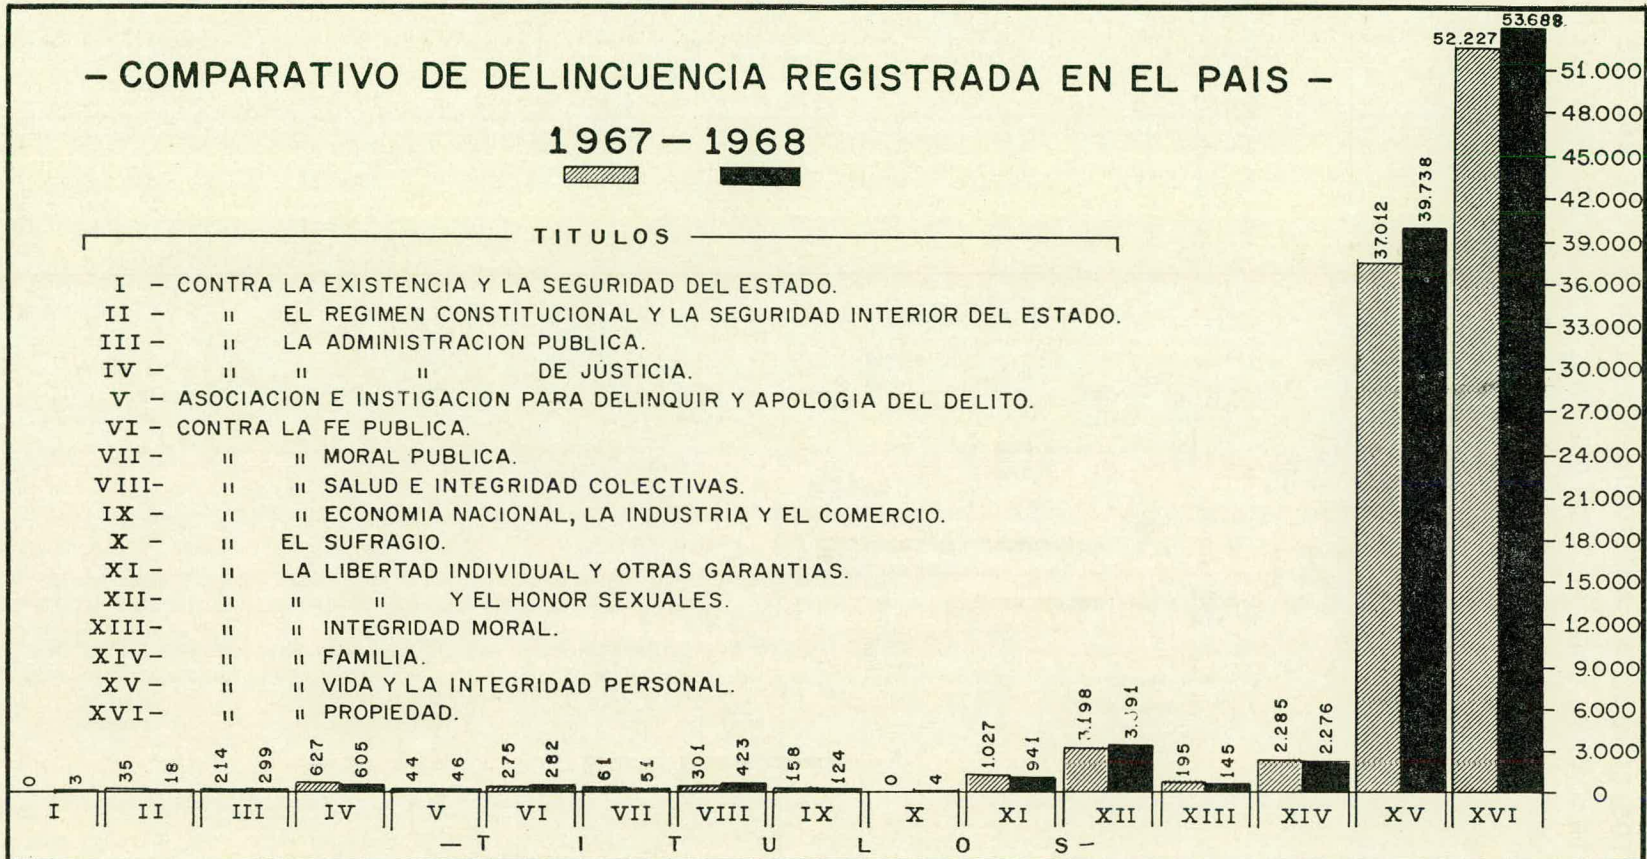 — COMPARATIVO DE DELINCUENCIA REGISTRADA EN EL PAIS —
1967 — 1968
TITULOS
I — CONTRA LA EXISTENCIA Y LA SEGURIDAD DEL ESTADO.
II — " EL REGIMEN CONSTITUCIONAL Y LA SEGURIDAD INTERIOR DEL ESTADO.
III — " LA ADMINISTRACION PUBLICA.
IV — " " " DE JUSTICIA.
V — ASOCIACION E INSTIGACION PARA DELINQUIR Y APOLOGIA DEL DELITO.
VI — CONTRA LA FE PUBLICA.
VII — " " MORAL PUBLICA.
VIII — " " SALUD E INTEGRIDAD COLECTIVAS.
IX — " " ECONOMIA NACIONAL, LA INDUSTRIA Y EL COMERCIO.
X — " EL SUFRAGIO.
XI — " LA LIBERTAD INDIVIDUAL Y OTRAS GARANTIAS.
XII — " " " Y EL HONOR SEXUALES.
XIII — " " INTEGRIDAD MORAL.
XIV — " " FAMILIA.
XV — " " VIDA Y LA INTEGRIDAD PERSONAL.
XVI — " " PROPIEDAD.
0 3 35 18 214 299 627 605 44 46 275 282 61 51 301 423 158 124 0 4 1.027 941 3.198 195 145 2.285 2.276 37.012 39.738 52.227 53.688
51.000
48.000
45.000
42.000
39.000
36.000
33.000
30.000
27.000
24.000
21.000
18.000
15.000
12.000
9.000
6.000
3.000
0
I II III IV V VI VII VIII IX X XI XII XIII XIV XV XVI
— T I T U L O S —